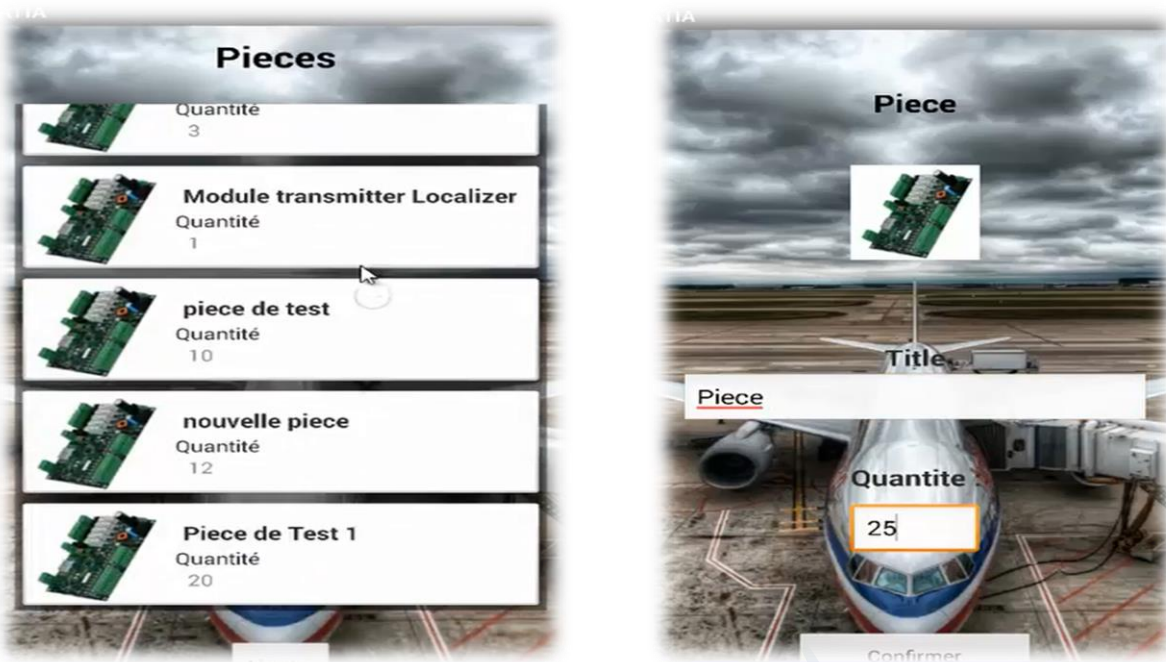 Pieces
Quantité
3
Module transmitter Localizer
Quantité
1
piece de test
Quantité
10
nouvelle piece
Quantité
12
Piece de Test 1
Quantité
20
Piece
Title
Piece
Quantite :
25
Confirmer